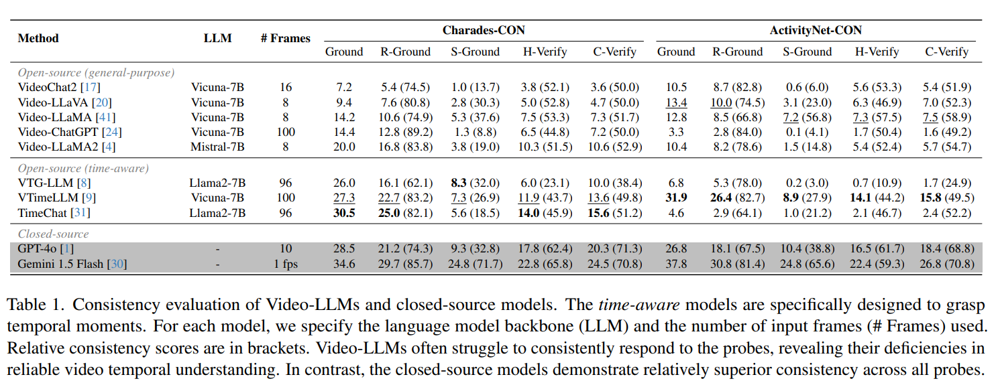 Method LLM # Frames Charades-CON ActivityNet-CON
Ground R-Ground S-Ground H-Verify C-Verify Ground R-Ground S-Ground H-Verify C-Verify
Open-source (general-purpose)
VideoChat2 [17] Vicuna-7B 16 7.2 5.4 (74.5) 1.0 (13.7) 3.8 (52.1) 3.6 (50.0) 10.5 8.7 (82.8) 0.6 (6.0) 5.6 (53.3) 5.4 (51.9)
Video-LLaVA [20] Vicuna-7B 8 9.4 7.6 (80.8) 2.8 (30.3) 5.0 (52.8) 4.7 (50.0) 13.4 10.0 (74.5) 3.1 (23.0) 6.3 (46.9) 7.0 (52.3)
Video-LLaMA [41] Vicuna-7B 8 14.2 10.6 (74.9) 5.3 (37.6) 7.5 (53.3) 7.3 (51.7) 12.8 8.5 (66.8) 7.2 (56.8) 7.3 (57.5) 7.5 (58.9)
Video-ChatGPT [24] Vicuna-7B 100 14.4 12.8 (89.2) 1.3 (8.8) 6.5 (44.8) 7.2 (50.0) 3.3 2.8 (84.0) 0.1 (4.1) 1.7 (50.4) 1.6 (49.2)
Video-LLaMA2 [4] Mistral-7B 8 20.0 16.8 (83.8) 3.8 (19.0) 10.3 (51.5) 10.6 (52.9) 10.4 8.2 (78.6) 1.5 (14.8) 5.4 (52.4) 5.7 (54.7)
Open-source (time-aware)
VTG-LLM [8] Llama2-7B 96 26.0 16.1 (62.1) 8.3 (32.0) 6.0 (23.1) 10.0 (38.4) 6.8 5.3 (78.0) 0.2 (3.0) 0.7 (10.9) 1.7 (24.9)
VTimeLLM [9] Vicuna-7B 100 27.3 22.7 (83.2) 7.3 (26.9) 11.9 (43.7) 13.6 (49.8) 31.9 26.4 (82.7) 8.9 (27.9) 14.1 (44.2) 15.8 (49.5)
TimeChat [31] Llama2-7B 96 30.5 25.0 (82.1) 5.6 (18.5) 14.0 (45.9) 15.6 (51.2) 4.6 2.9 (64.1) 1.0 (21.2) 2.1 (46.7) 2.4 (52.2)
Closed-source
GPT-4o [1] - 10 28.5 21.2 (74.3) 9.3 (32.8) 17.8 (62.4) 20.3 (71.3) 26.8 18.1 (67.5) 10.4 (38.8) 16.5 (61.7) 18.4 (68.8)
Gemini 1.5 Flash [30] - 1 fps 34.6 29.7 (85.7) 24.8 (71.7) 22.8 (65.8) 24.5 (70.8) 37.8 30.8 (81.4) 24.8 (65.6) 22.4 (59.3) 26.8 (70.8)
Table 1. Consistency evaluation of Video-LLMs and closed-source models. The time-aware models are specifically designed to grasp
temporal moments. For each model, we specify the language model backbone (LLM) and the number of input frames (# Frames) used.
Relative consistency scores are in brackets. Video-LLMs often struggle to consistently respond to the probes, revealing their deficiencies in
reliable video temporal understanding. In contrast, the closed-source models demonstrate relatively superior consistency across all probes.